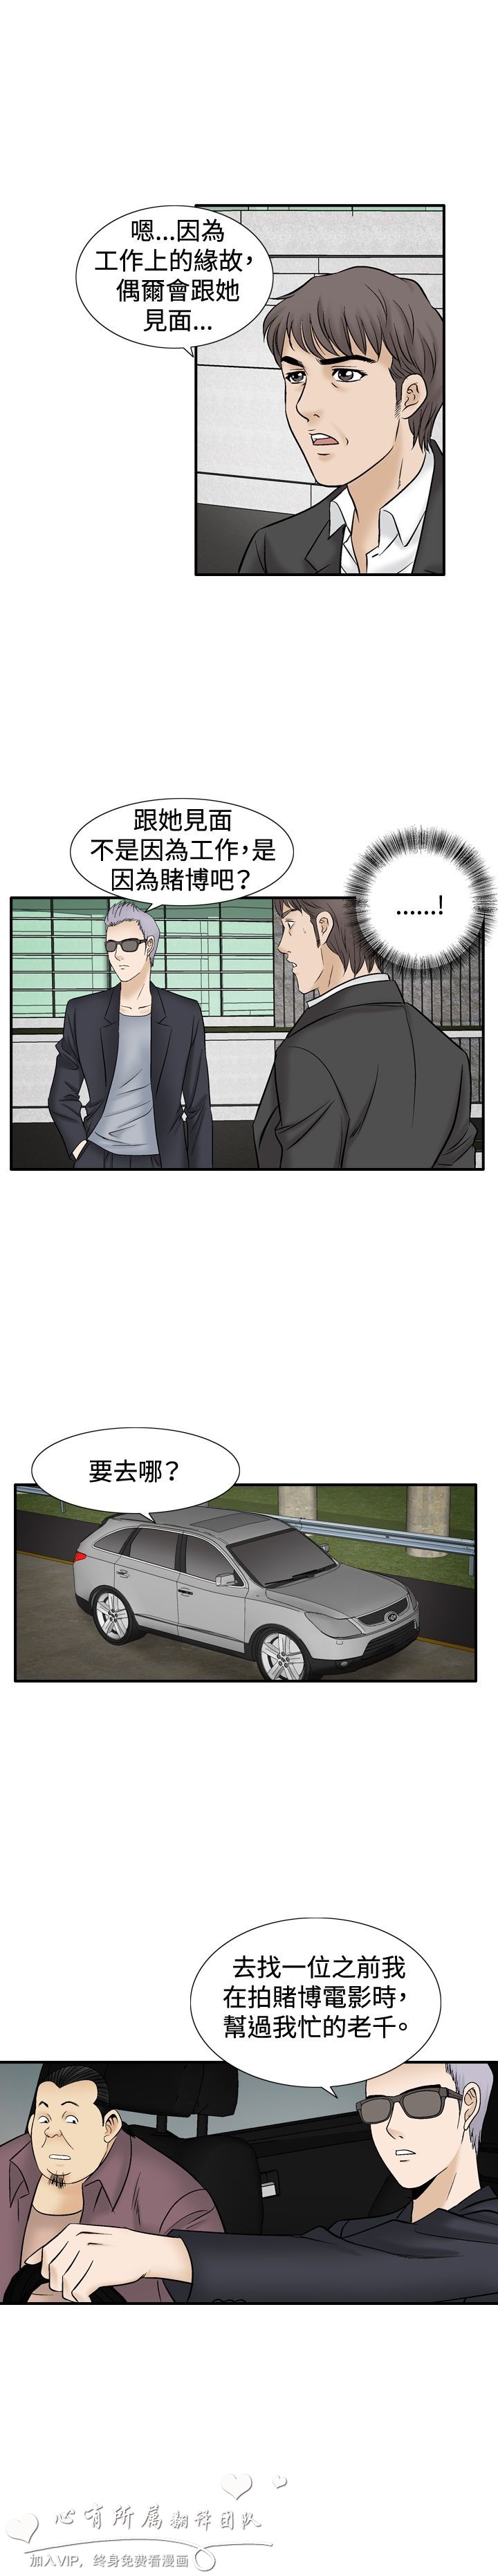 嗯...因為
工作上的緣故,
偶爾會跟她
見面...
跟她見面
不是因為工作,是
因為賭博吧?
......!
要去哪?
去找一位之前我
在拍賭博電影時,
幫過我忙的老千。
心有所属翻译团队
加入VIP，终身免费看漫画